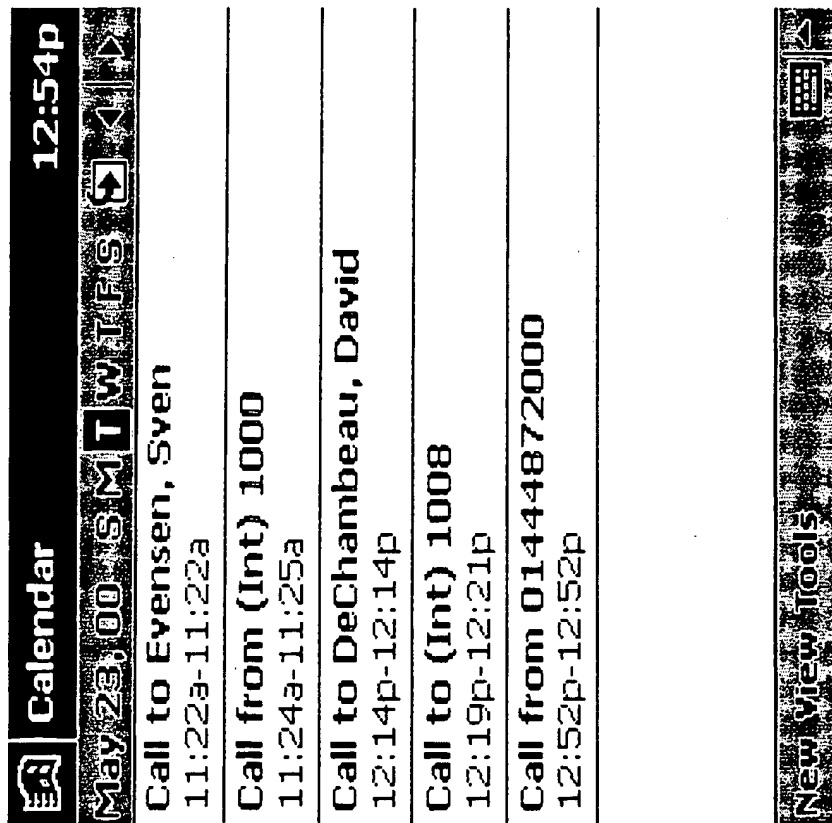 Calendar 12:54p
May 23, 00 S M T W T F S
Call to Evensen, Sven
11:22a-11:22a
Call from (Int) 1000
11:24a-11:25a
Call to DeChambeau, David
12:14p-12:14p
Call to (Int) 1008
12:19p-12:21p
Call from 01444872000
12:52p-12:52p
New View Tools